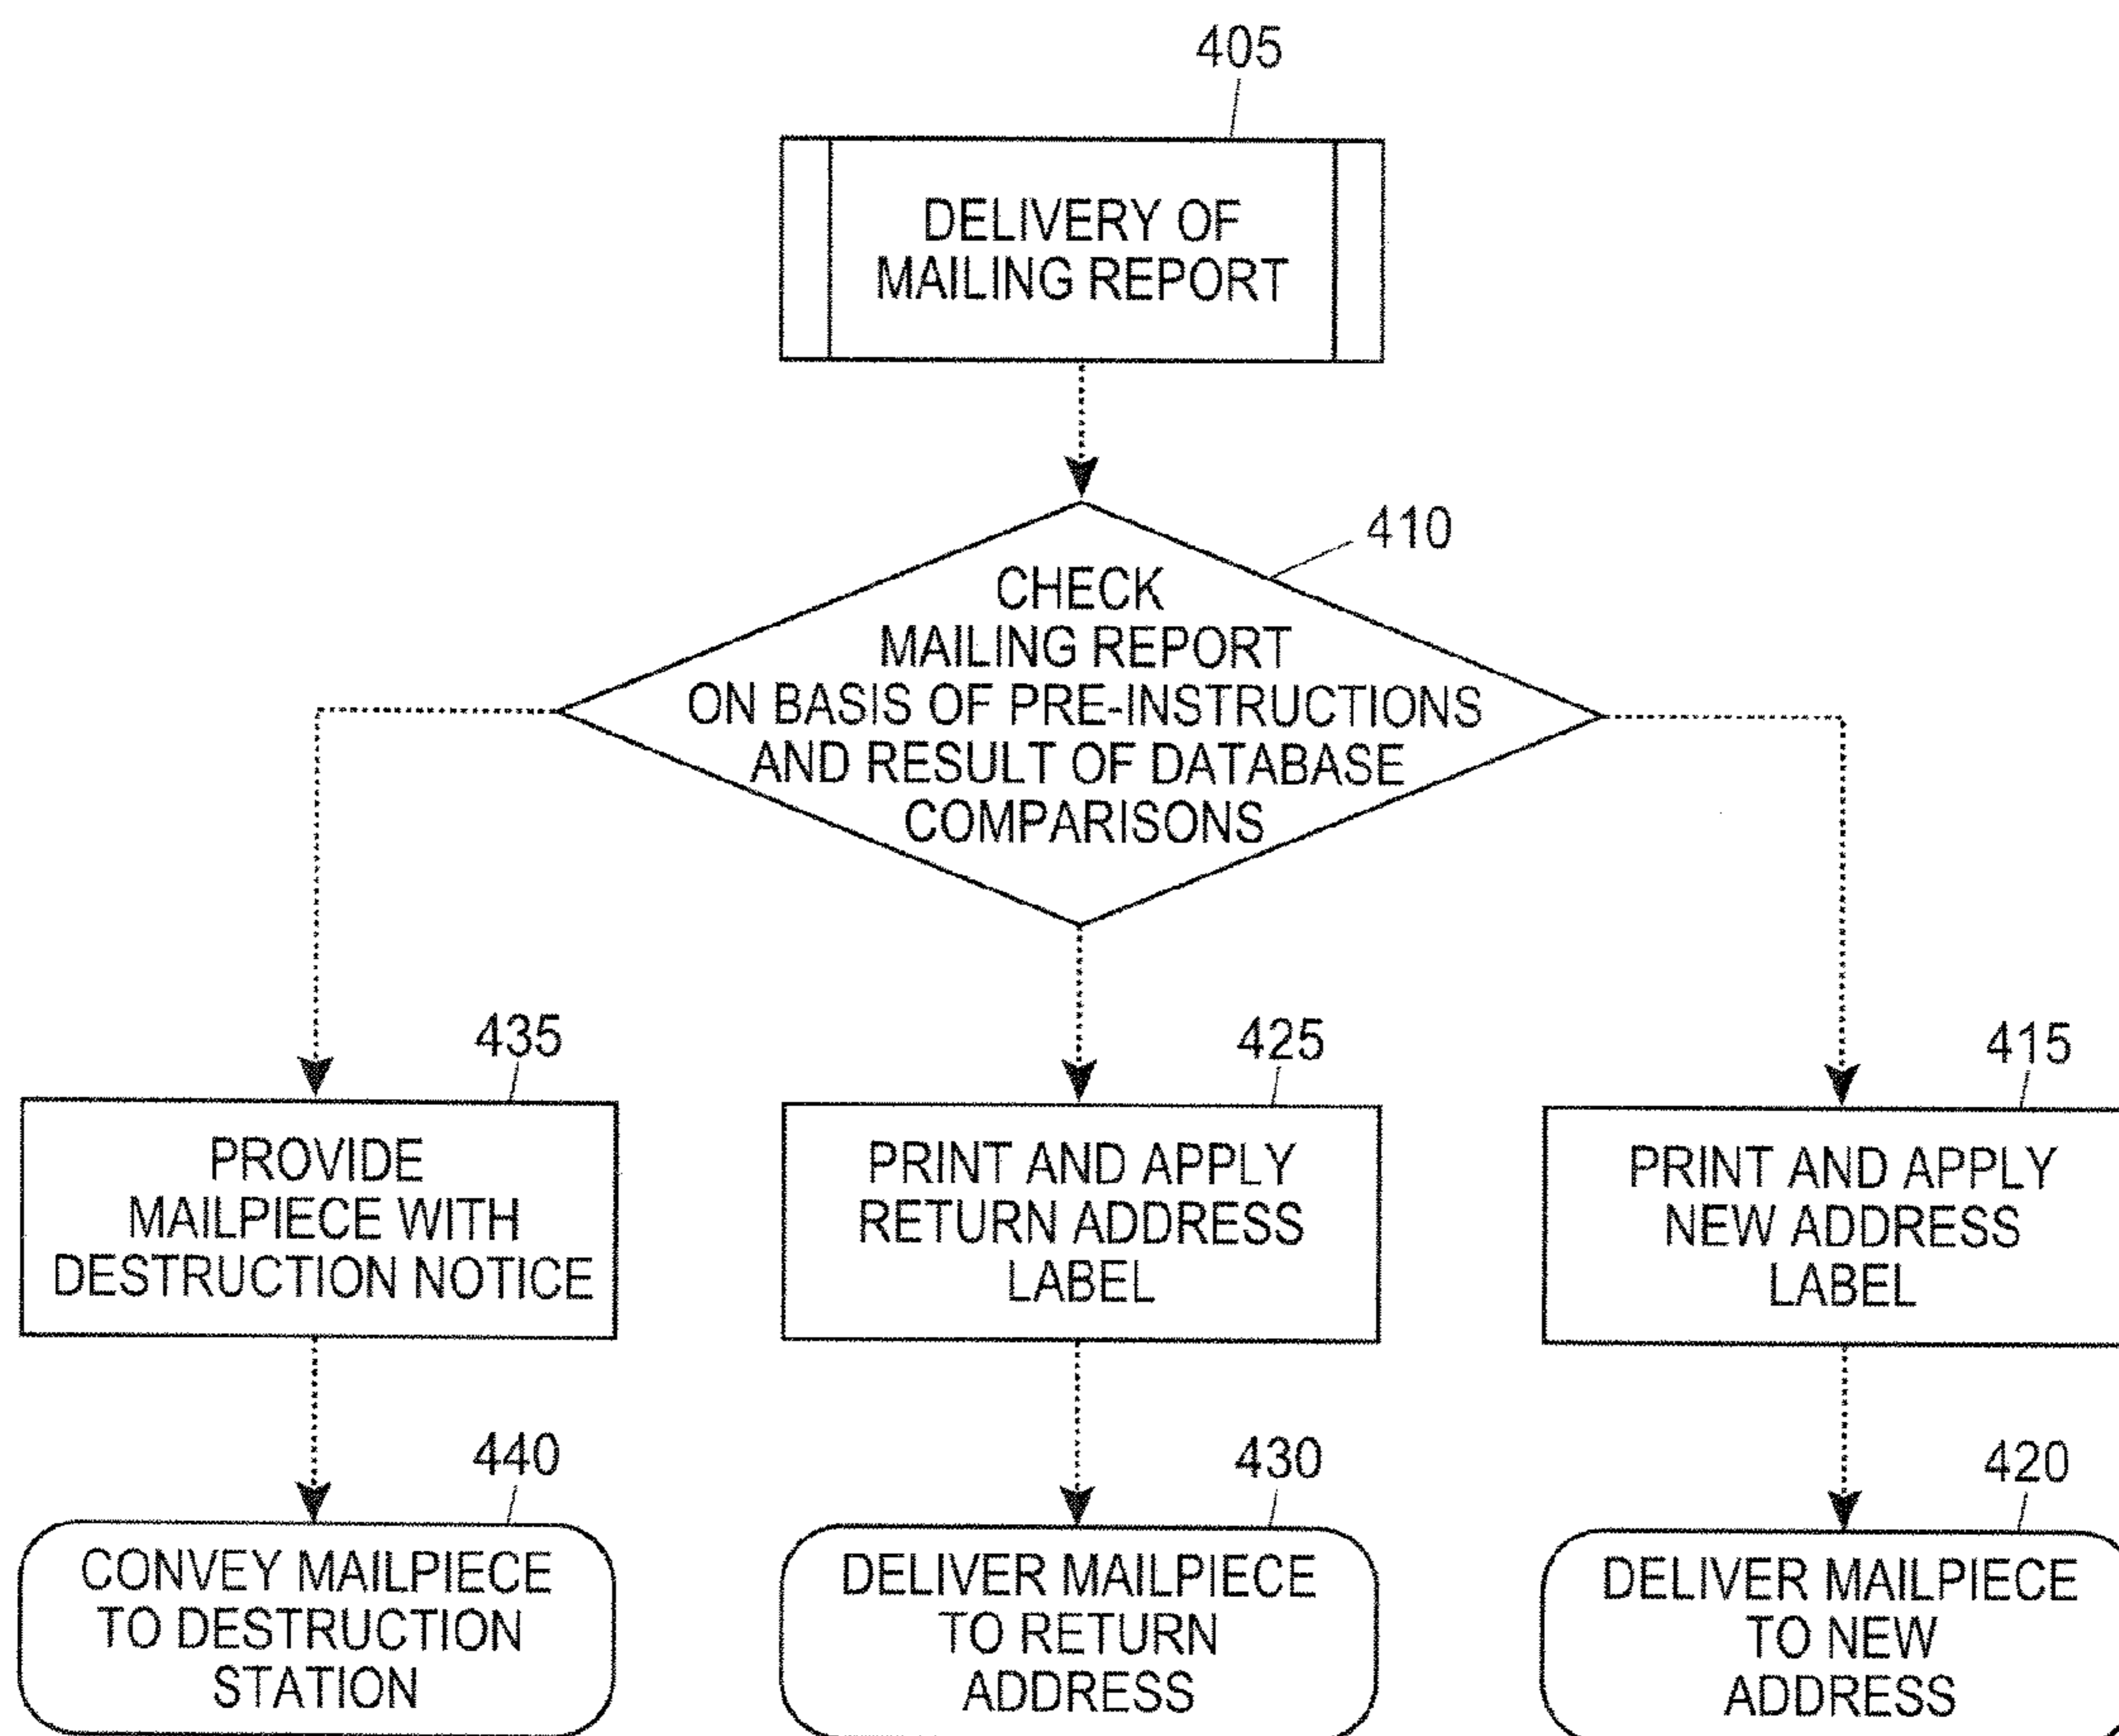 405
DELIVERY OF
MAILING REPORT
410
CHECK
MAILING REPORT
ON BASIS OF PRE-INSTRUCTIONS
AND RESULT OF DATABASE
COMPARISONS
435
PROVIDE
MAILPIECE WITH
DESTRUCTION NOTICE
425
PRINT AND APPLY
RETURN ADDRESS
LABEL
415
PRINT AND APPLY
NEW ADDRESS
LABEL
440
CONVEY MAILPIECE
TO DESTRUCTION
STATION
430
DELIVER MAILPIECE
TO RETURN
ADDRESS
420
DELIVER MAILPIECE
TO NEW
ADDRESS